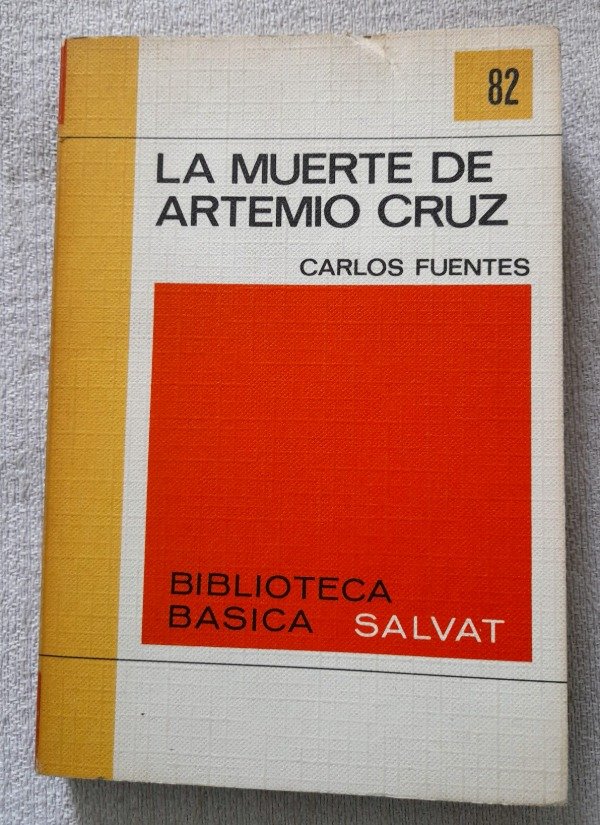 82
LA MUERTE DE
ARTEMIO CRUZ
CARLOS FUENTES
BIBLIOTECA
BASICA SALVAT